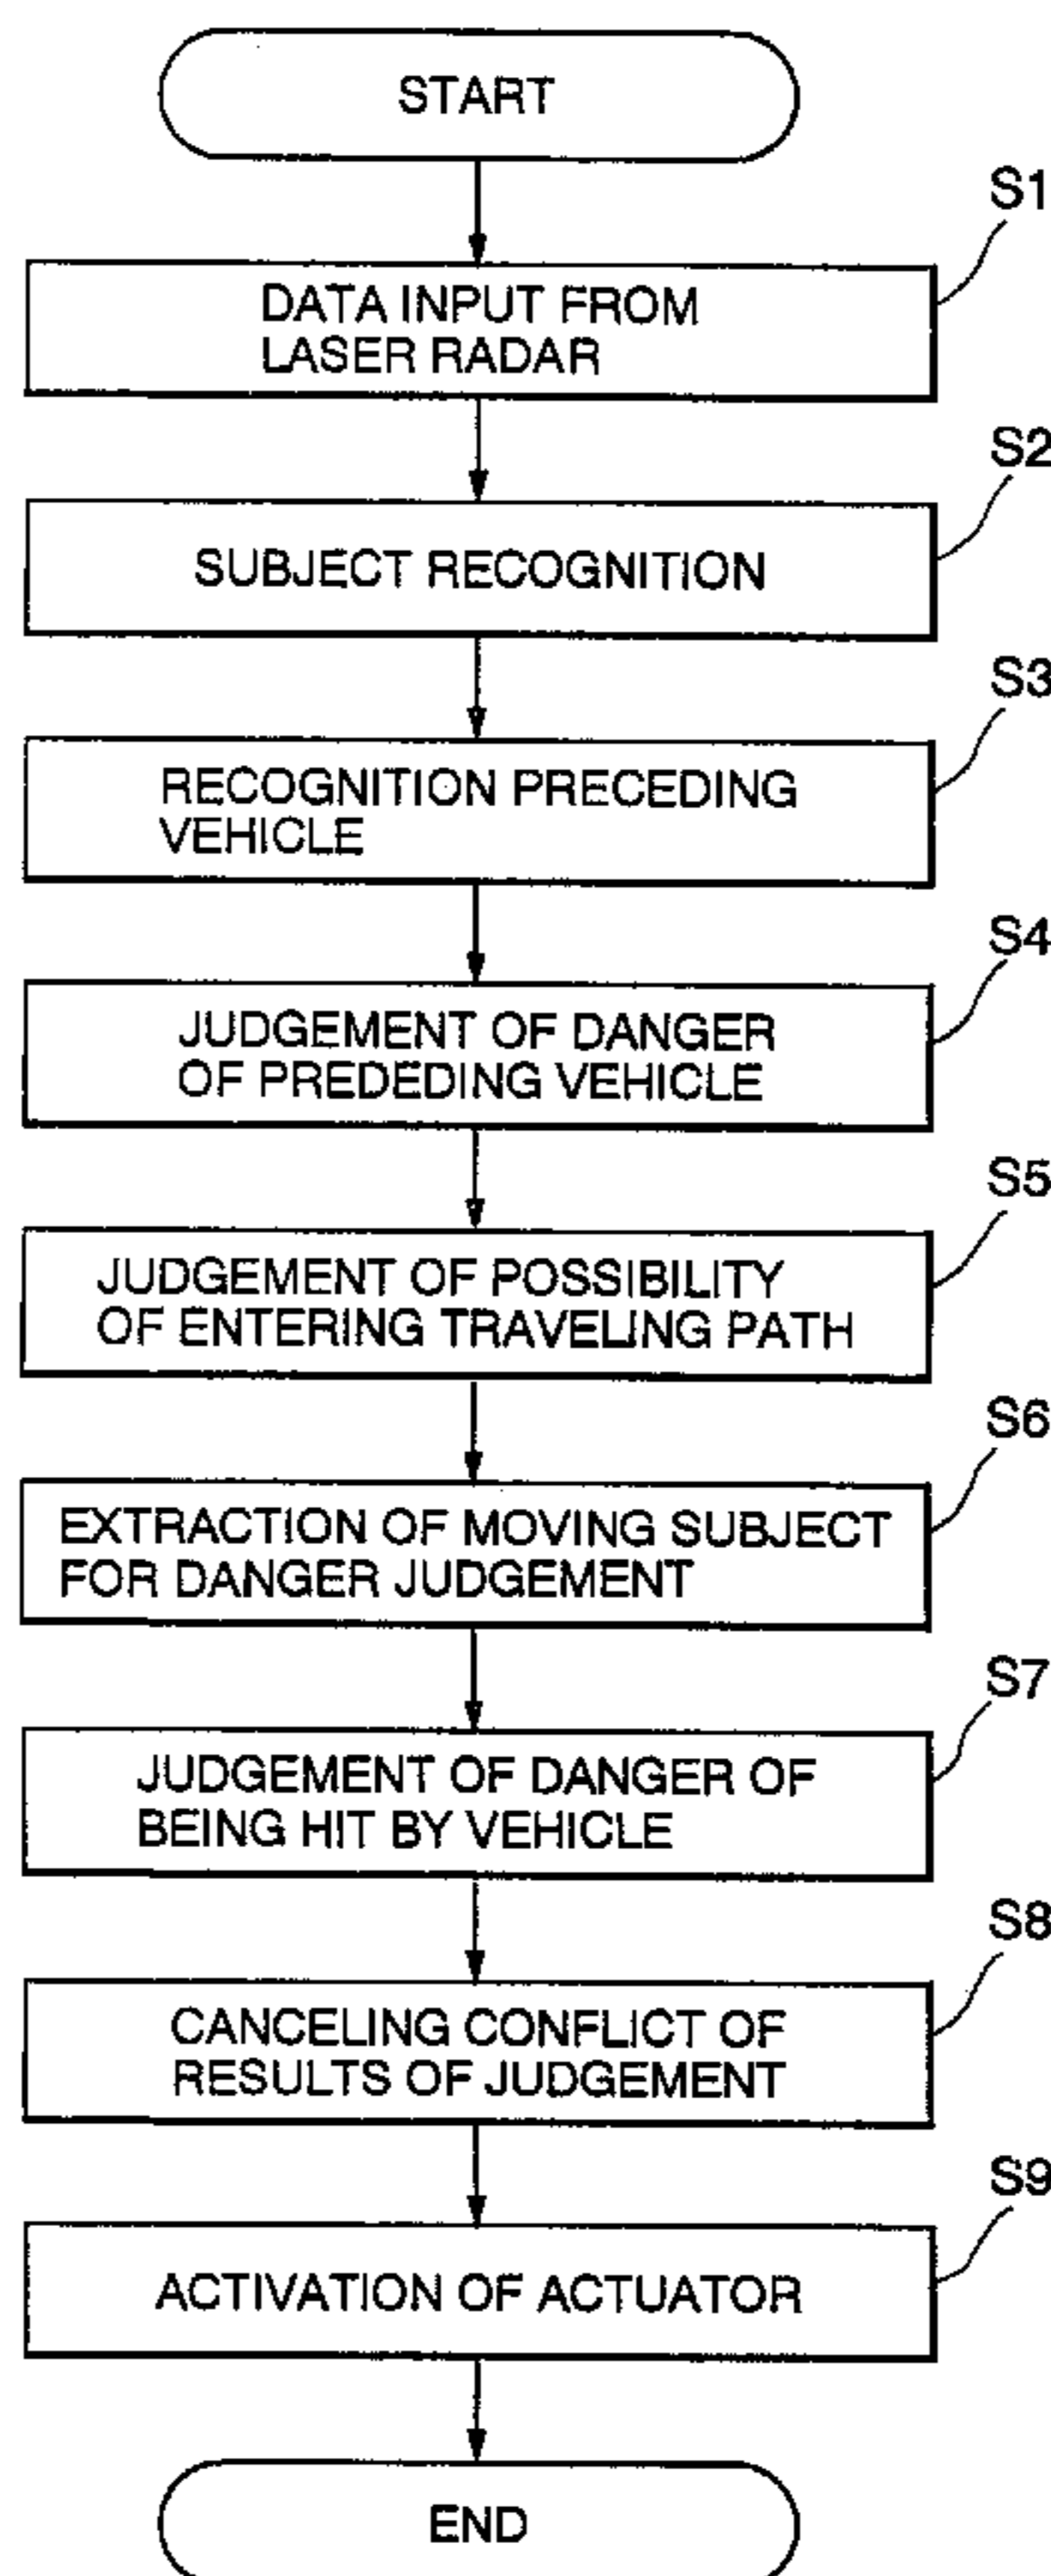 START
S1
DATA INPUT FROM
LASER RADAR
S2
SUBJECT RECOGNITION
S3
RECOGNITION PRECEDING
VEHICLE
S4
JUDGEMENT OF DANGER
OF PREDEDING VEHICLE
S5
JUDGEMENT OF POSSIBILITY
OF ENTERING TRAVELING PATH
S6
EXTRACTION OF MOVING SUBJECT
FOR DANGER JUDGEMENT
S7
JUDGEMENT OF DANGER OF
BEING HIT BY VEHICLE
S8
CANCELING CONFLICT OF
RESULTS OF JUDGEMENT
S9
ACTIVATION OF ACTUATOR
END